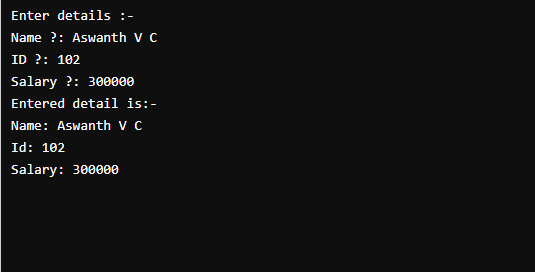 Enter details :-
Name ?: Aswanth V C
ID ?: 102
Salary ?: 300000
Entered detail is:-
Name: Aswanth V C
Id: 102
Salary: 300000